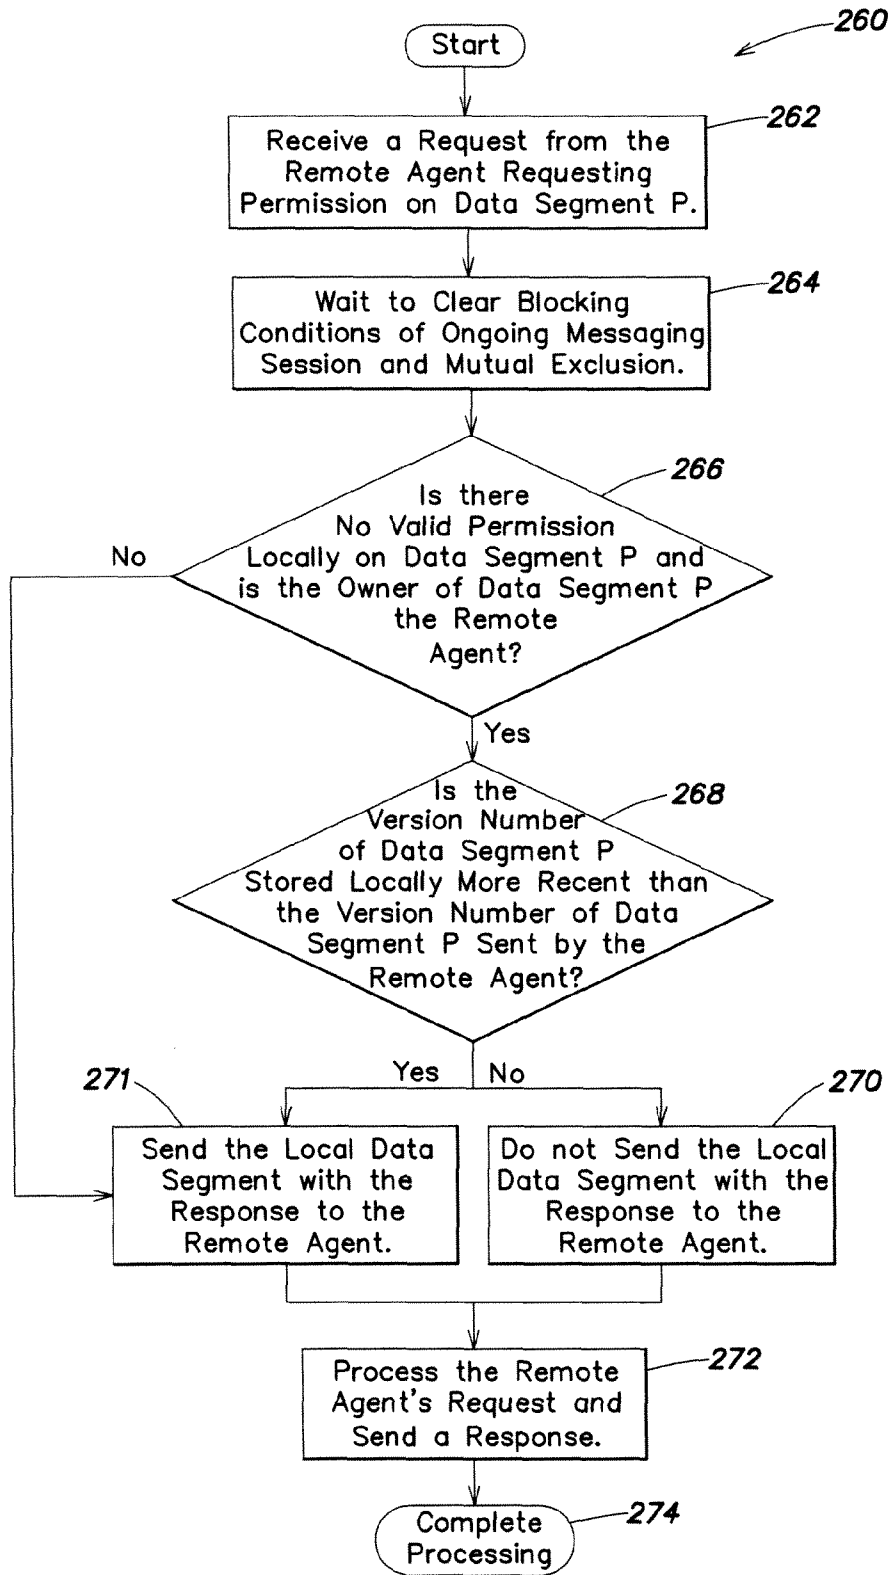 260
Start
262
Receive a Request from the
Remote Agent Requesting
Permission on Data Segment P.
264
Wait to Clear Blocking
Conditions of Ongoing Messaging
Session and Mutual Exclusion.
266
Is there
No Valid Permission
Locally on Data Segment P and
is the Owner of Data Segment P
the Remote
Agent?
No
Yes
268
Is the
Version Number
of Data Segment P
Stored Locally More Recent than
the Version Number of Data
Segment P Sent by the
Remote Agent?
Yes
No
271
Send the Local Data
Segment with the
Response to the
Remote Agent.
270
Do not Send the Local
Data Segment with the
Response to the
Remote Agent.
272
Process the Remote
Agent's Request and
Send a Response.
274
Complete
Processing